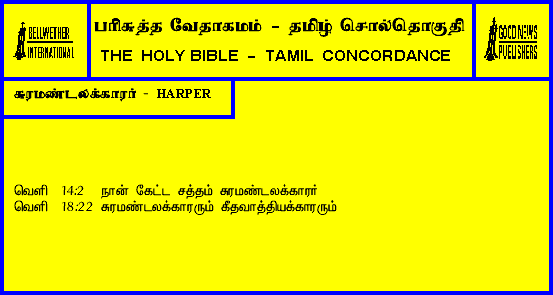 BELLWETHER
INTERNATIONAL
பரிசுத்த வேதாகமம் - தமிழ் சொல்தொகுதி
THE HOLY BIBLE - TAMIL CONCORDANCE
GOOD NEWS
PUBLISHERS
சுரமண்டலக்காரர் - HARPER
வெளி 14:2 நான் கேட்ட சத்தம் சுரமண்டலக்காரர்
வெளி 18:22 சுரமண்டலக்காரரும் கீதவாத்தியக்காரரும்